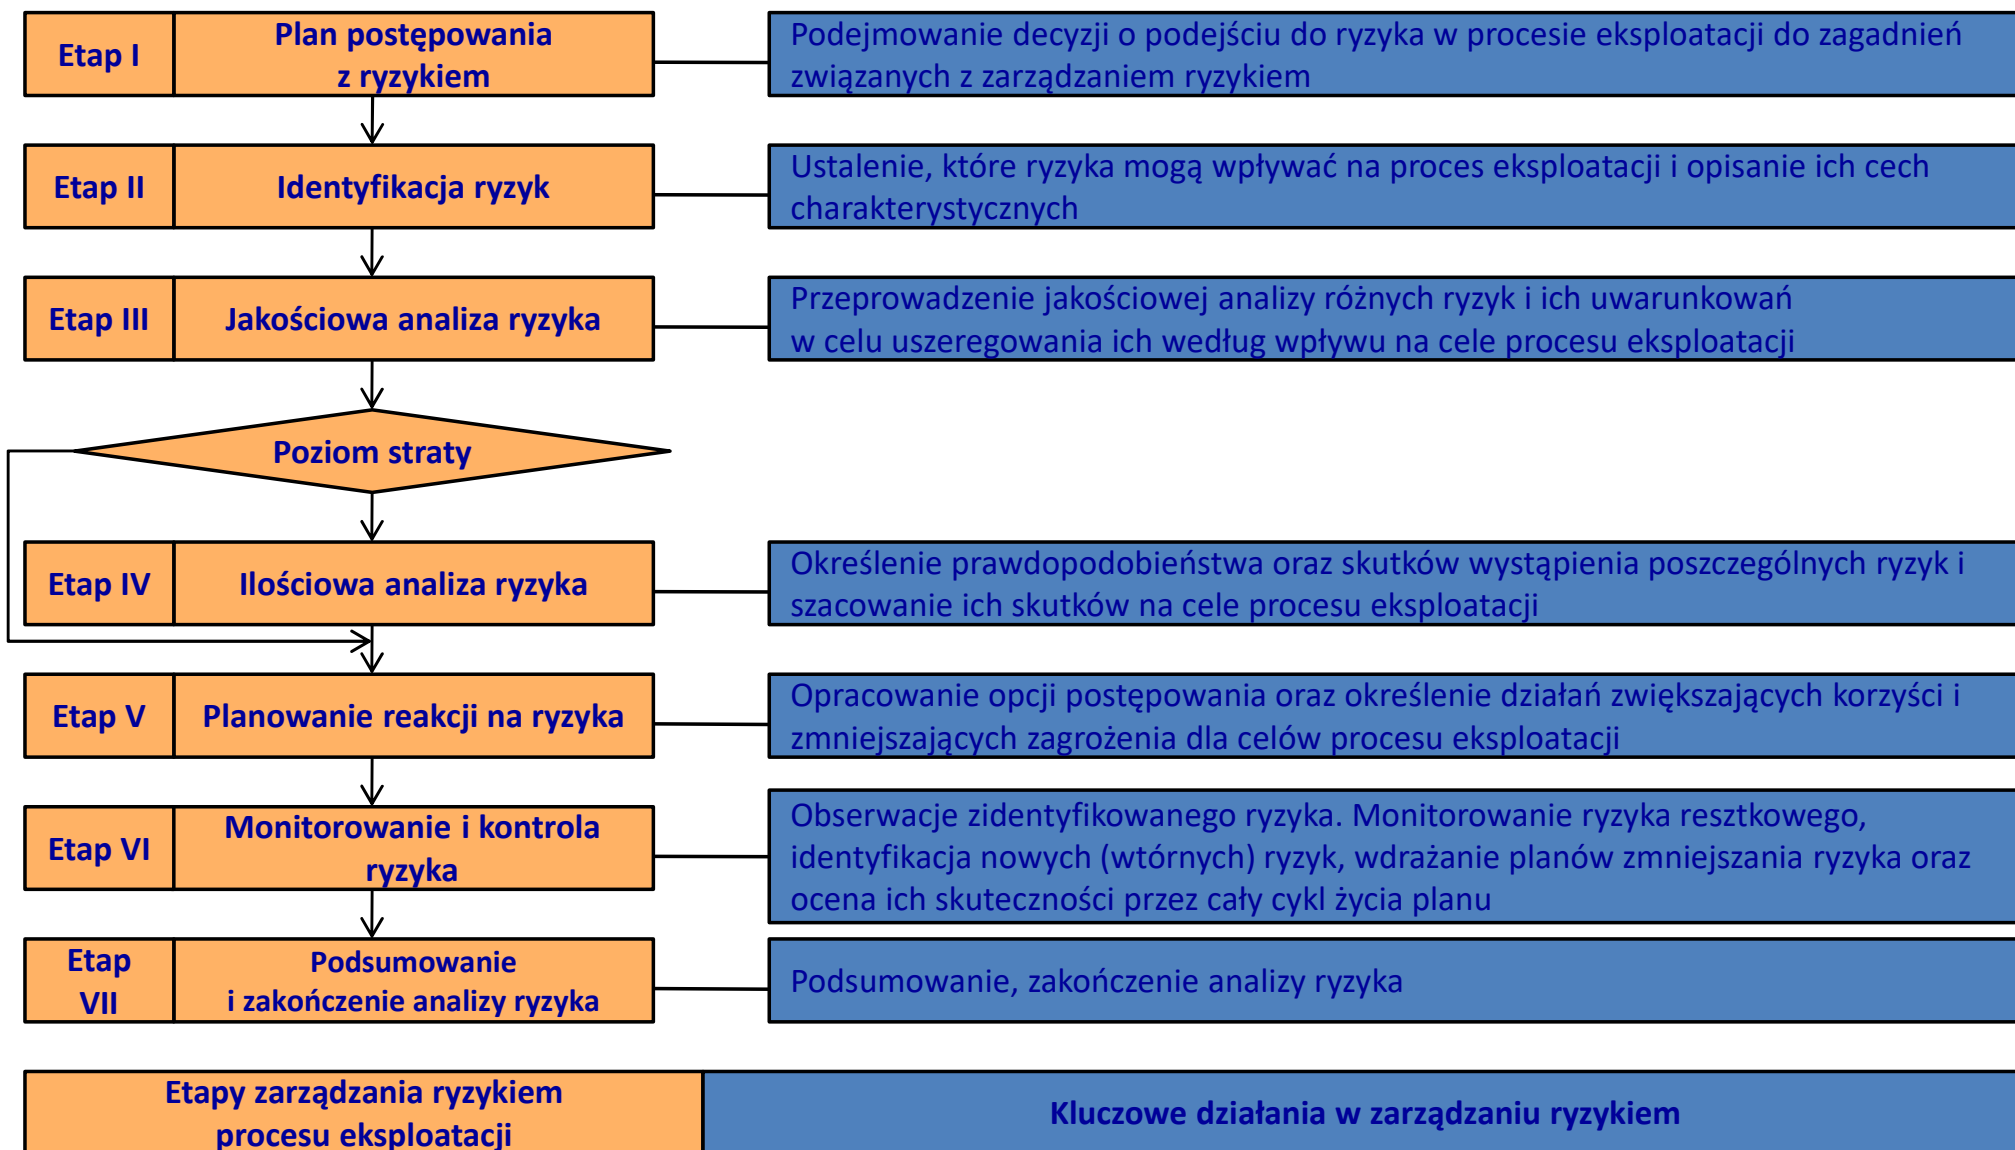 Etap I
Plan postępowania
z ryzykiem
Podejmowanie decyzji o podejściu do ryzyka w procesie eksploatacji do zagadnień
związanych z zarządzaniem ryzykiem
Etap II
Identyfikacja ryzyk
Ustalenie, które ryzyka mogą wpływać na proces eksploatacji i opisanie ich cech
charakterystycznych
Etap III
Jakościowa analiza ryzyka
Przeprowadzenie jakościowej analizy różnych ryzyk i ich uwarunkowań
w celu uszeregowania ich według wpływu na cele procesu eksploatacji
Poziom straty
Etap IV
Ilościowa analiza ryzyka
Określenie prawdopodobieństwa oraz skutków wystąpienia poszczególnych ryzyk i
szacowanie ich skutków na cele procesu eksploatacji
Etap V
Planowanie reakcji na ryzyka
Opracowanie opcji postępowania oraz określenie działań zwiększających korzyści i
zmniejszających zagrożenia dla celów procesu eksploatacji
Etap VI
Monitorowanie i kontrola
ryzyka
Obserwacje zidentyfikowanego ryzyka. Monitorowanie ryzyka resztkowego,
identyfikacja nowych (wtórnych) ryzyk, wdrażanie planów zmniejszania ryzyka oraz
ocena ich skuteczności przez cały cykl życia planu
Etap
VII
Podsumowanie
i zakończenie analizy ryzyka
Podsumowanie, zakończenie analizy ryzyka
Etapy zarządzania ryzykiem
procesu eksploatacji
Kluczowe działania w zarządzaniu ryzykiem